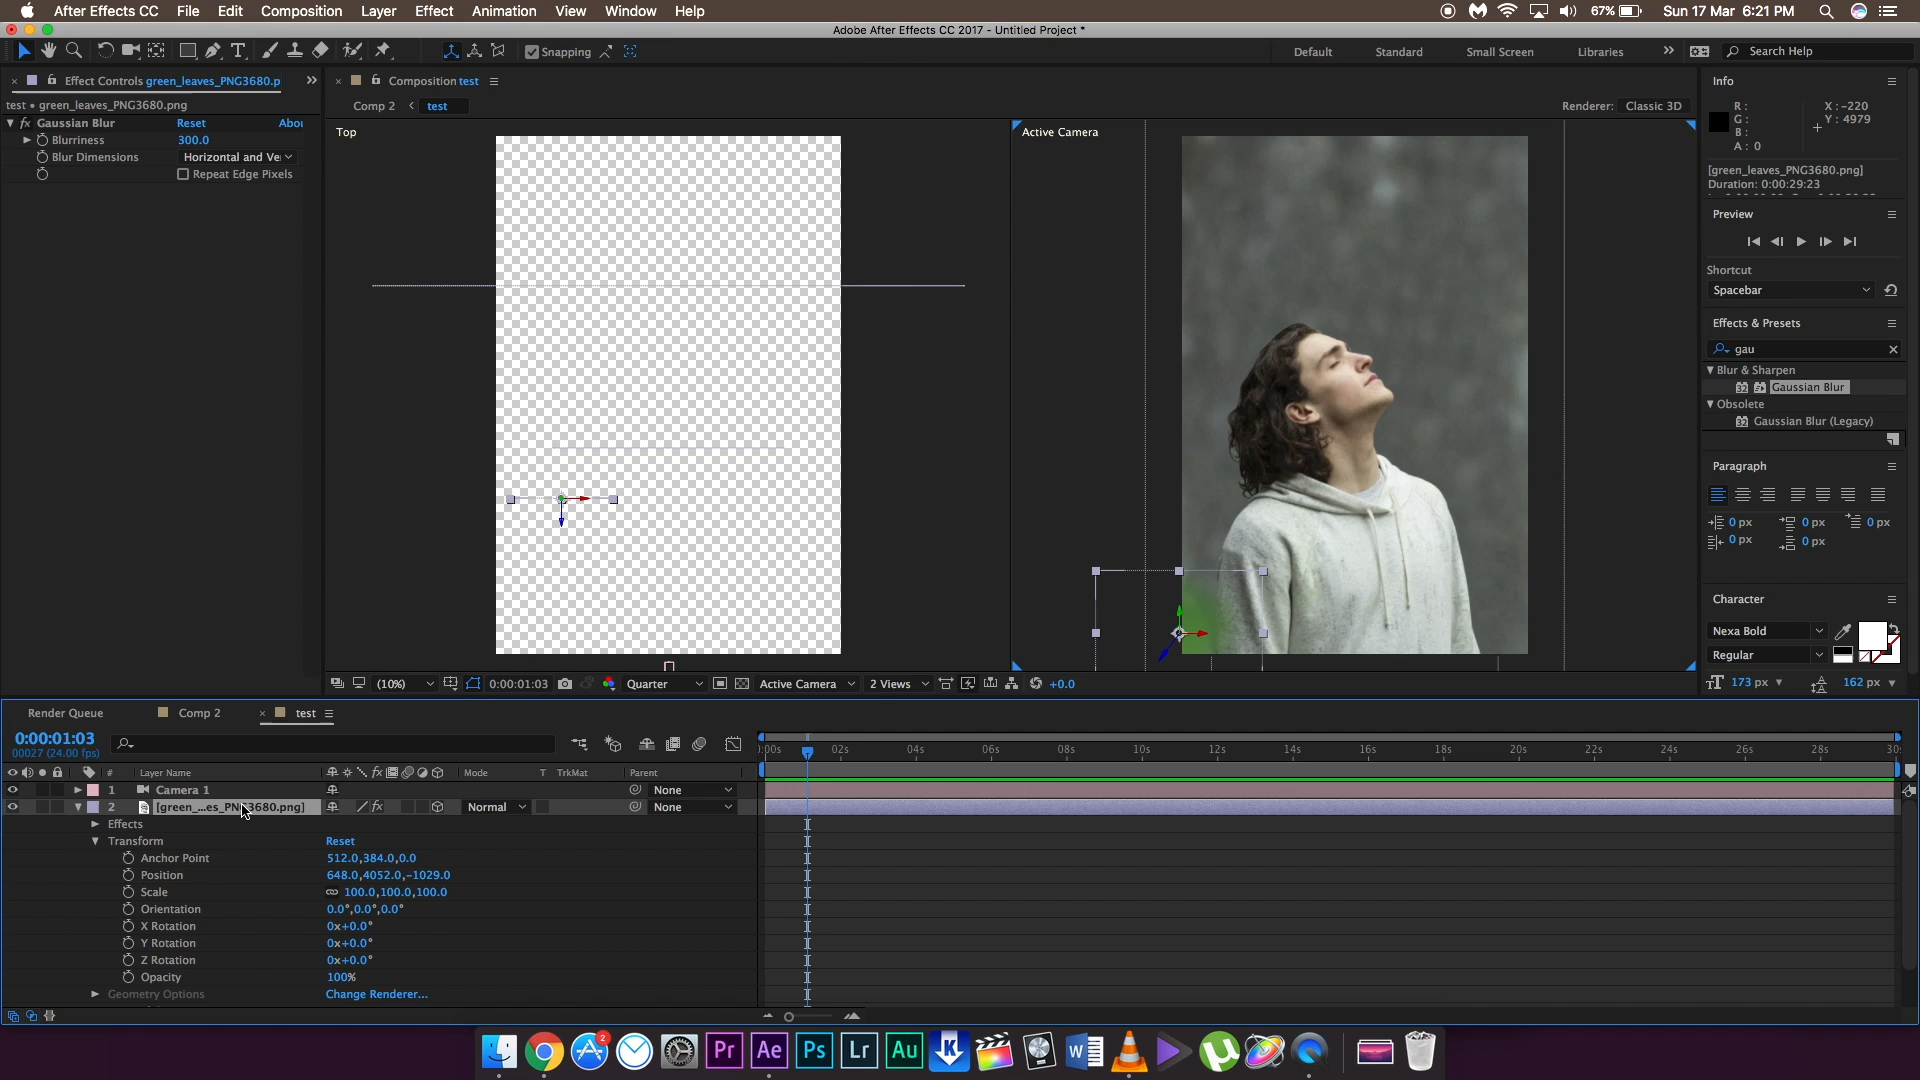 After Effects CC File Edit Composition Layer Effect Animation View Window Help 67% Sun 17 Mar 6:21 PM
Adobe After Effects CC 2017 - Untitled Project *
Snapping Default Standard Small Screen Libraries Search Help
Effect Controls green_leaves_PNG3680.p
test • green_leaves_PNG3680.png
fx Gaussian Blur Reset Abou
Blurriness 300.0
Blur Dimensions Horizontal and Ve
Repeat Edge Pixels
Composition test
Comp 2 test Renderer: Classic 3D
Top Active Camera
(10%) 0:00:01:03 Quarter Active Camera 2 Views +0.0
Info
R: X: -220
G: Y: 4979
B:
A: 0
[green_leaves_PNG3680.png]
Duration: 0:00:29:23
Preview
Shortcut
Spacebar
Effects & Presets
gau
Blur & Sharpen
32 Gaussian Blur
Obsolete
32 Gaussian Blur (Legacy)
Paragraph
0 px 0 px 0 px
0 px 0 px
Character
Nexa Bold
Regular
173 px 162 px
Render Queue Comp 2 test
0:00:01:03
00027 (24.00 fps)
:00s 02s 04s 06s 08s 10s 12s 14s 16s 18s 20s 22s 24s 26s 28s 30s
# Layer Name fx Mode T TrkMat Parent
1 Camera 1 None
2 [green_...es_PNG3680.png] fx Normal None
Effects
Transform Reset
Anchor Point 512.0,384.0,0.0
Position 648.0,4052.0,-1029.0
Scale 100.0,100.0,100.0
Orientation 0.0°,0.0°,0.0°
X Rotation 0x+0.0°
Y Rotation 0x+0.0°
Z Rotation 0x+0.0°
Opacity 100%
Geometry Options Change Renderer...
2 Pr Ae Ps Lr Au K W